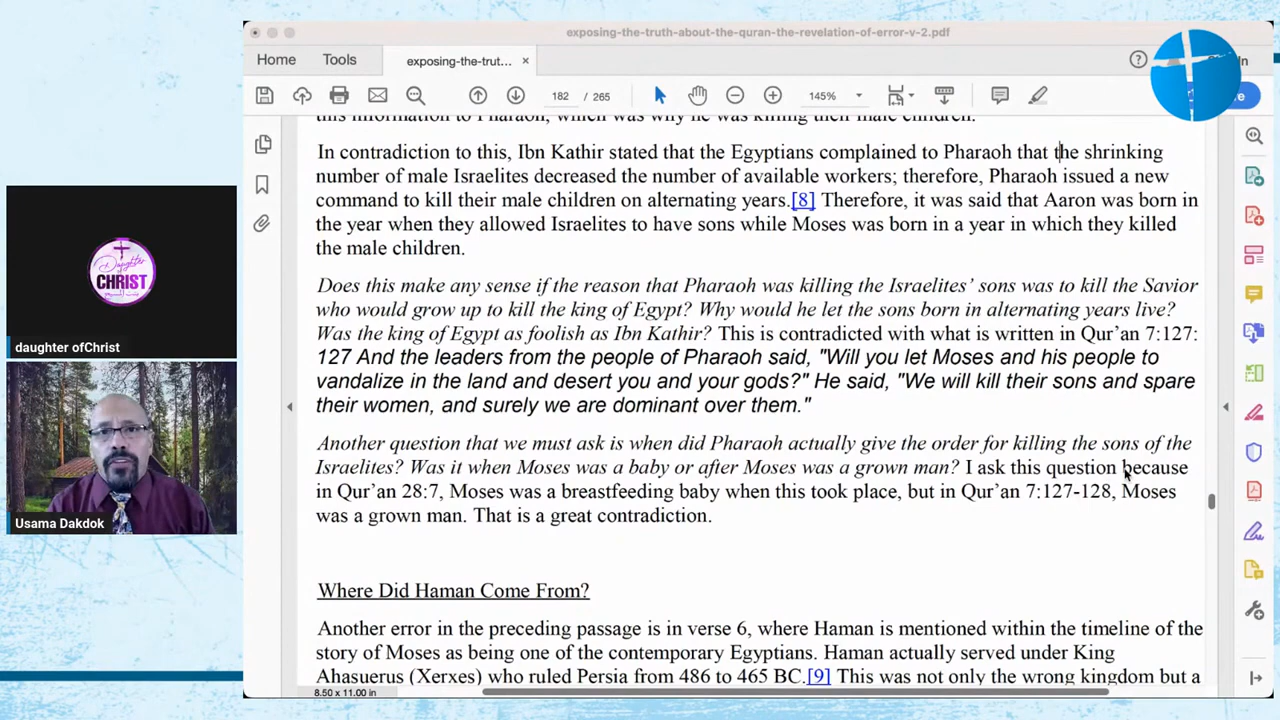 exposing-the-truth-about-the-quran-the-revelation-of-error-v-2.pdf
Home
Tools
exposing-the-trut...
182 / 265
145%
this information to Pharaoh, which was why he was killing their male children.
In contradiction to this, Ibn Kathir stated that the Egyptians complained to Pharaoh that the shrinking
number of male Israelites decreased the number of available workers; therefore, Pharaoh issued a new
command to kill their male children on alternating years.[8] Therefore, it was said that Aaron was born in
the year when they allowed Israelites to have sons while Moses was born in a year in which they killed
the male children.
Does this make any sense if the reason that Pharaoh was killing the Israelites’ sons was to kill the Savior
who would grow up to kill the king of Egypt? Why would he let the sons born in alternating years live?
Was the king of Egypt as foolish as Ibn Kathir? This is contradicted with what is written in Qur’an 7:127:
127 And the leaders from the people of Pharaoh said, "Will you let Moses and his people to
vandalize in the land and desert you and your gods?" He said, "We will kill their sons and spare
their women, and surely we are dominant over them."
Another question that we must ask is when did Pharaoh actually give the order for killing the sons of the
Israelites? Was it when Moses was a baby or after Moses was a grown man? I ask this question because
in Qur’an 28:7, Moses was a breastfeeding baby when this took place, but in Qur’an 7:127-128, Moses
was a grown man. That is a great contradiction.
Where Did Haman Come From?
Another error in the preceding passage is in verse 6, where Haman is mentioned within the timeline of the
story of Moses as being one of the contemporary Egyptians. Haman actually served under King
Ahasuerus (Xerxes) who ruled Persia from 486 to 465 BC.[9] This was not only the wrong kingdom but a
8.50 x 11.00 in
Daughter
of
CHRIST
daughter ofChrist
Usama Dakdok